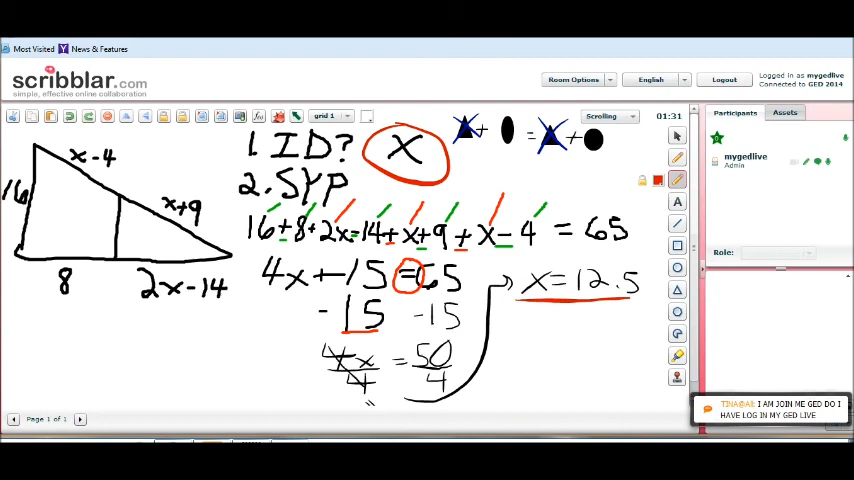 Most Visited Y! News & Features
scribblar.com
simple, effective online collaboration
Room Options
English
Logout
Logged in as mygedlive
Connected to GED 2014
f(x)
grid 1
Scrolling
01:31
Participants Assets
mygedlive
Role:
x-4
16
x+9
8
2x-14
1. ID? X
2. SYP
+ = +
16+8+2x-14+x+9+x-4 = 65
4x+15=65
-15 -15
4x = 50
4 4
x=12.5
A
Page 1 of 1
TINA@Alt: I AM JOIN ME GED DO I
HAVE LOG IN MY GED LIVE